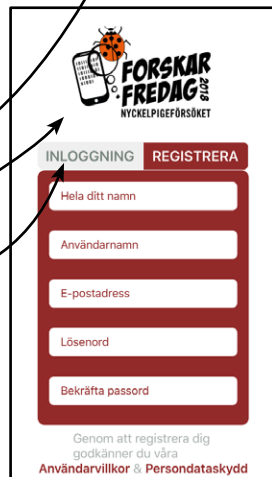 FORSKAR
FREDAG 2018
NYCKELPIGEFÖRSÖKET
INLOGGNING REGISTRERA
Hela ditt namn
Användarnamn
E-postadress
Lösenord
Bekräfta passord
Genom att registrera dig
godkänner du våra
Användarvillkor & Persondataskydd